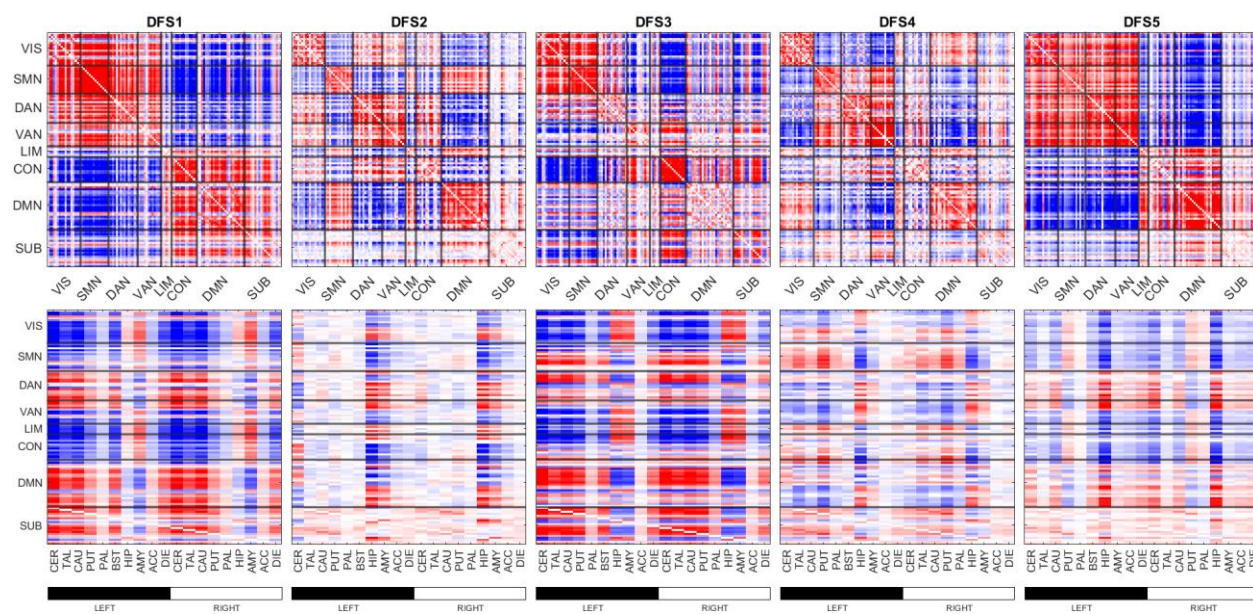 DFS1 DFS2 DFS3 DFS4 DFS5
VIS
SMN
DAN
VAN
LIM
CON
DMN
SUB
VIS SMN DAN VAN LIM CON DMN SUB VIS SMN DAN VAN LIM CON DMN SUB VIS SMN DAN VAN LIM CON DMN SUB VIS SMN DAN VAN LIM CON DMN SUB VIS SMN DAN VAN LIM CON DMN SUB
VIS
SMN
DAN
VAN
LIM
CON
DMN
SUB
CER TAL CAU PUT PAL BST HIP AMY ACC DIE CER TAL CAU PUT PAL HIP AMY ACC DIE CER TAL CAU PUT PAL BST HIP AMY ACC DIE CER TAL CAU PUT PAL HIP AMY ACC DIE CER TAL CAU PUT PAL BST HIP AMY ACC DIE CER TAL CAU PUT PAL HIP AMY ACC DIE CER TAL CAU PUT PAL BST HIP AMY ACC DIE CER TAL CAU PUT PAL HIP AMY ACC DIE CER TAL CAU PUT PAL BST HIP AMY ACC DIE CER TAL CAU PUT PAL HIP AMY ACC
LEFT RIGHT LEFT RIGHT LEFT RIGHT LEFT RIGHT LEFT RIGHT